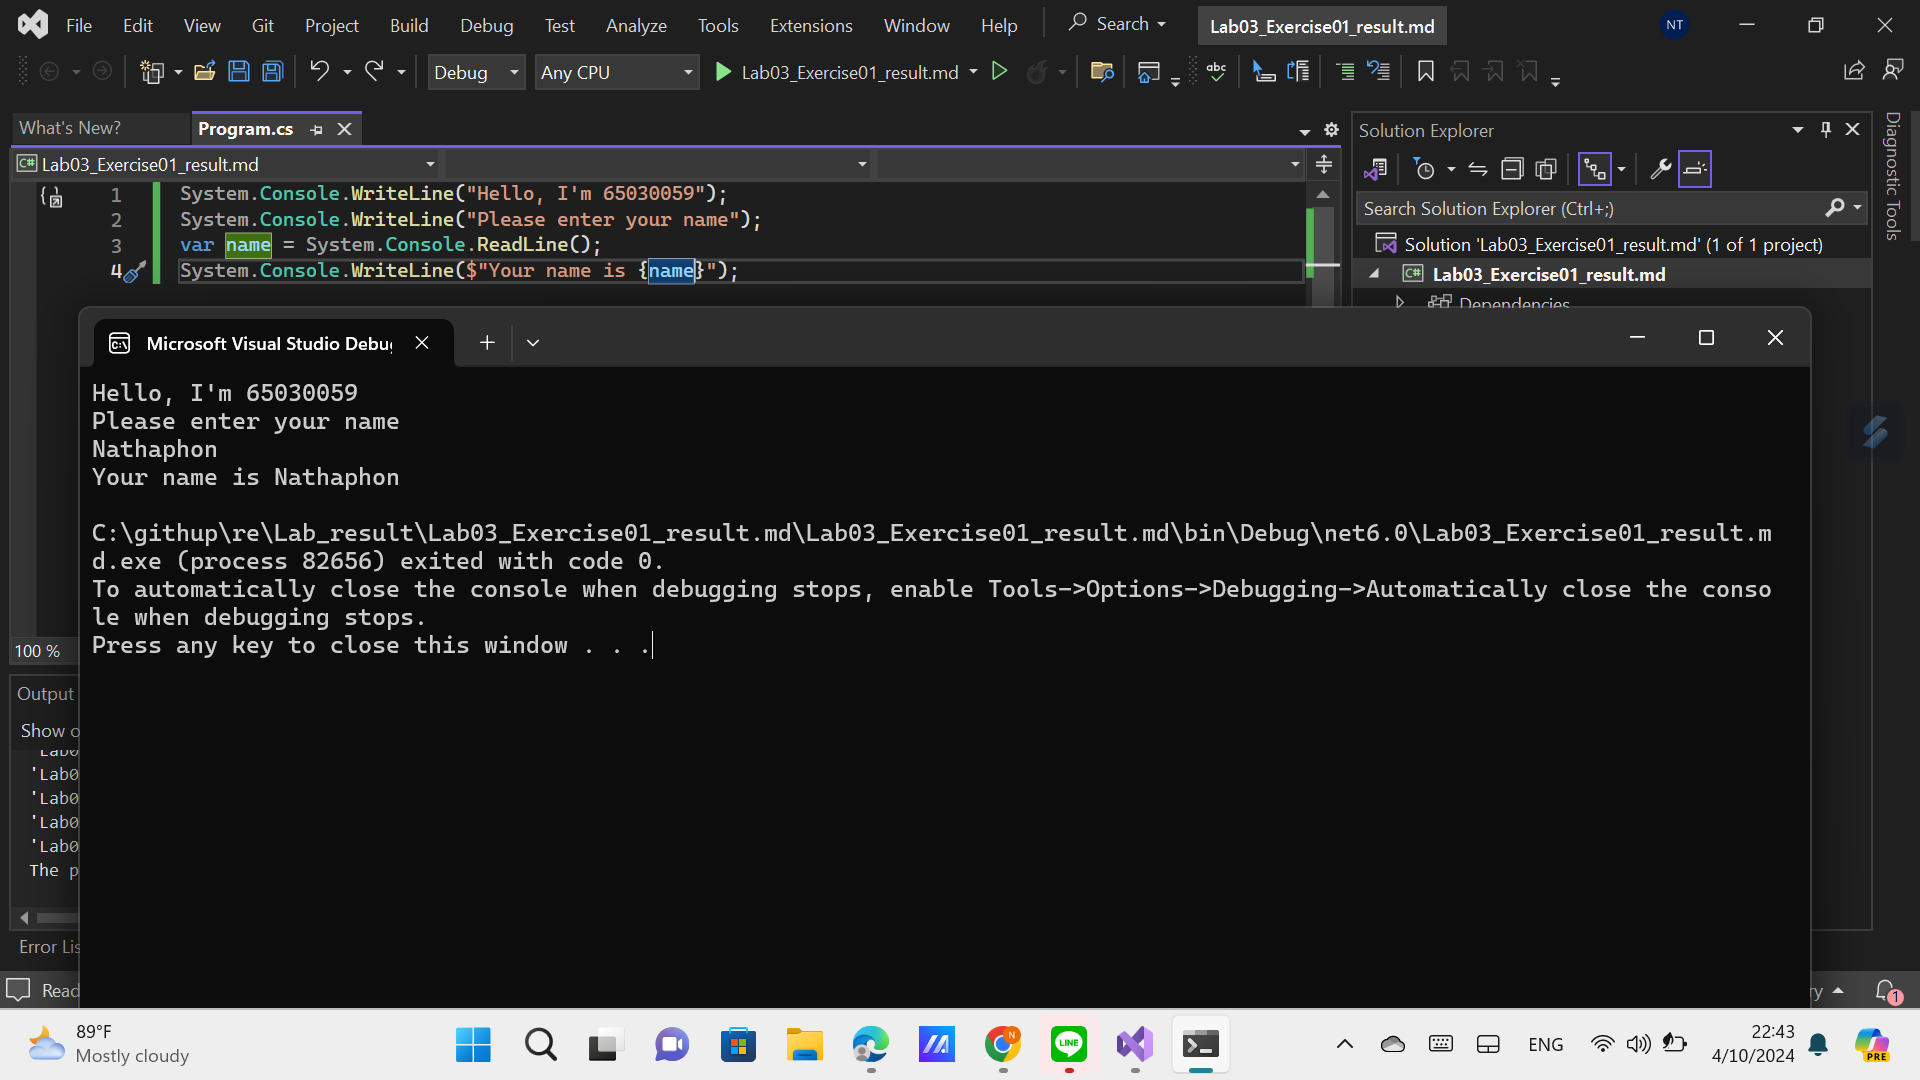 File Edit View Git Project Build Debug Test Analyze Tools Extensions Window Help Search Lab03_Exercise01_result.md NT
Debug Any CPU Lab03_Exercise01_result.md
What's New? Program.cs
C# Lab03_Exercise01_result.md
1 System.Console.WriteLine("Hello, I'm 65030059");
2 System.Console.WriteLine("Please enter your name");
3 var name = System.Console.ReadLine();
4 System.Console.WriteLine($"Your name is {name}");
Solution Explorer
Search Solution Explorer (Ctrl+;)
Solution 'Lab03_Exercise01_result.md' (1 of 1 project)
C# Lab03_Exercise01_result.md
Dependencies
Diagnostic Tools
Microsoft Visual Studio Debu
Hello, I'm 65030059
Please enter your name
Nathaphon
Your name is Nathaphon
C:\githup\re\Lab_result\Lab03_Exercise01_result.md\Lab03_Exercise01_result.md\bin\Debug\net6.0\Lab03_Exercise01_result.m
d.exe (process 82656) exited with code 0.
To automatically close the console when debugging stops, enable Tools->Options->Debugging->Automatically close the conso
le when debugging stops.
Press any key to close this window . . .
100 %
Output
Show o
'Lab0
'Lab0
'Lab0
'Lab0
'Lab0
The p
Error Lis
Read
ry
1
89°F
Mostly cloudy
LINE
ENG
22:43
4/10/2024
PRE